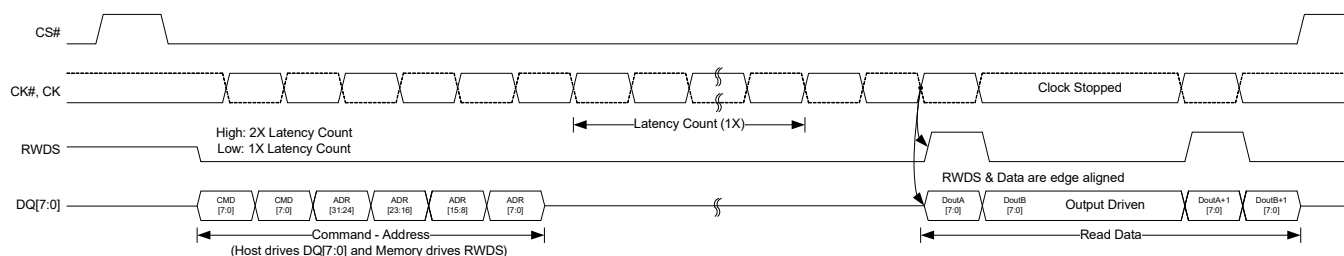 CS#
CK#, CK
Clock Stopped
Latency Count (1X)
High: 2X Latency Count
Low: 1X Latency Count
RWDS
RWDS & Data are edge aligned
DQ[7:0]
CMD
[7:0]
CMD
[7:0]
ADR
[31:24]
ADR
[23:16]
ADR
[15:8]
ADR
[7:0]
DoutA
[7:0]
DoutB
[7:0]
Output Driven
DoutA+1
[7:0]
DoutB+1
[7:0]
Command - Address
(Host drives DQ[7:0] and Memory drives RWDS)
Read Data